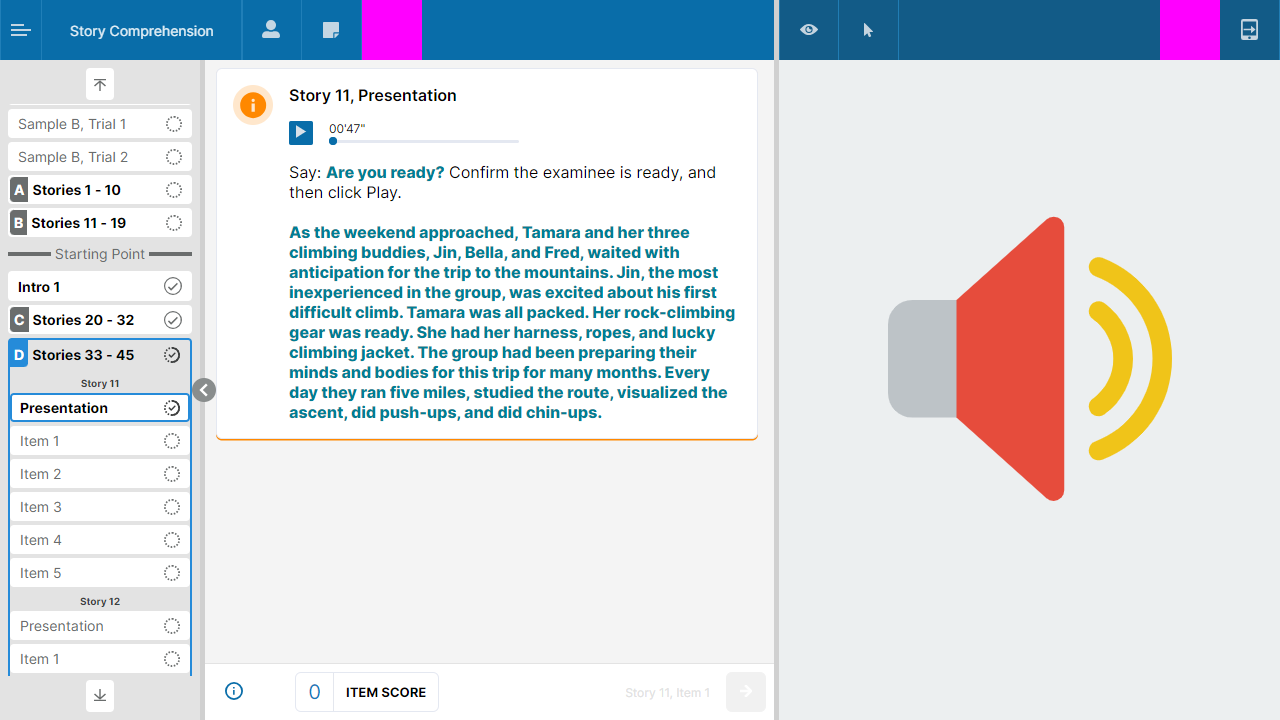 Story Comprehension
Sample B, Trial 1
Sample B, Trial 2
A Stories 1 - 10
B Stories 11 - 19
Starting Point
Intro 1
C Stories 20 - 32
D Stories 33 - 45
Story 11
Presentation
Item 1
Item 2
Item 3
Item 4
Item 5
Story 12
Presentation
Item 1
Story 11, Presentation
00'47"
Say: Are you ready? Confirm the examinee is ready, and
then click Play.
As the weekend approached, Tamara and her three
climbing buddies, Jin, Bella, and Fred, waited with
anticipation for the trip to the mountains. Jin, the most
inexperienced in the group, was excited about his first
difficult climb. Tamara was all packed. Her rock-climbing
gear was ready. She had her harness, ropes, and lucky
climbing jacket. The group had been preparing their
minds and bodies for this trip for many months. Every
day they ran five miles, studied the route, visualized the
ascent, did push-ups, and did chin-ups.
0 ITEM SCORE
Story 11, Item 1